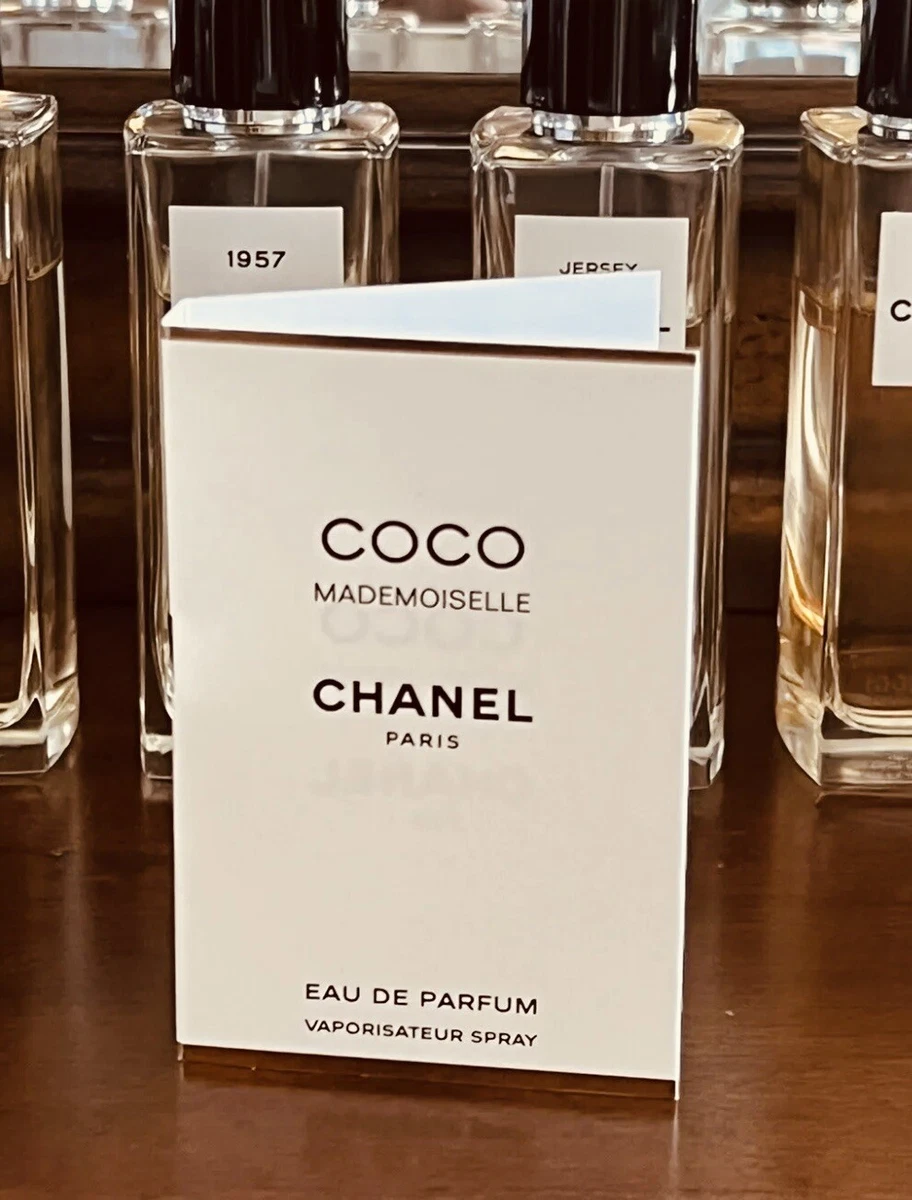 1957
JERSEY
COCO
MADEMOISELLE
CHANEL
PARIS
EAU DE PARFUM
VAPORISATEUR SPRAY